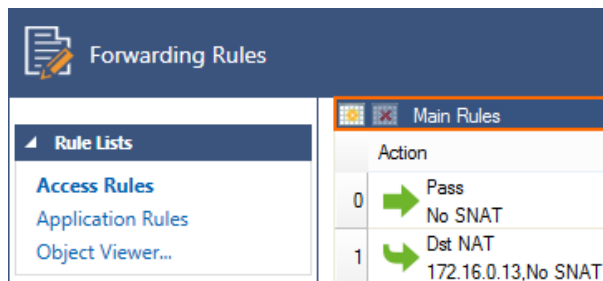 Forwarding Rules
Rule Lists
Access Rules
Application Rules
Object Viewer...
Main Rules
Action
0
Pass
No SNAT
1
Dst NAT
172.16.0.13,No SNAT